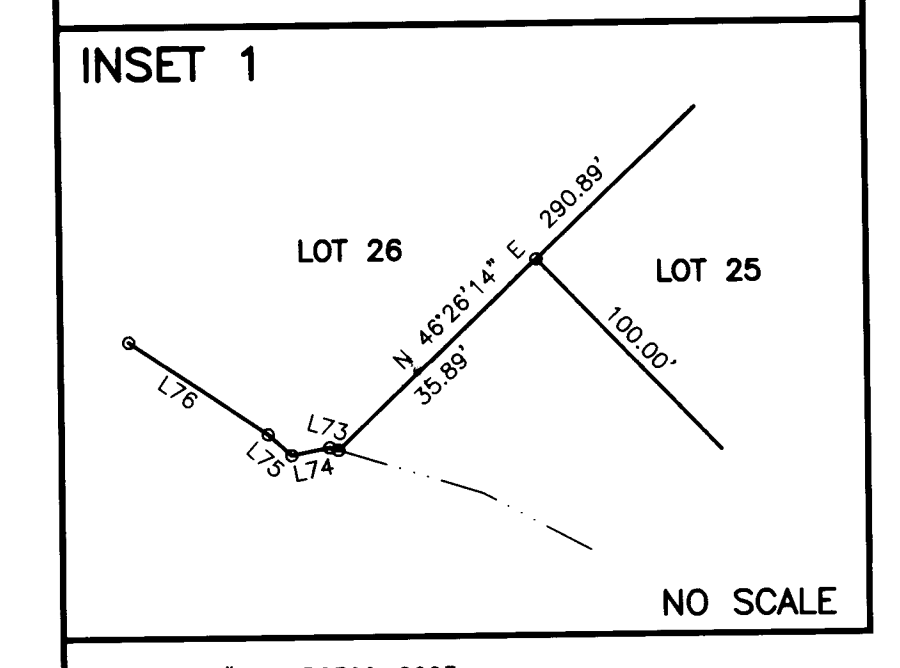 INSET 1
290.89'
LOT 26
N 46°26'14" E
LOT 25
35.89'
100.00'
L76
L73
L75
L74
NO SCALE